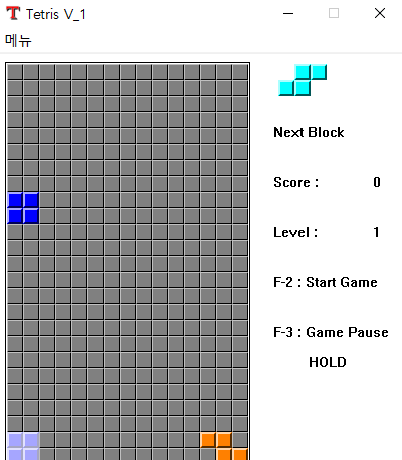 Tetris V_1
메뉴
Next Block
Score : 0
Level : 1
F-2 : Start Game
F-3 : Game Pause
HOLD